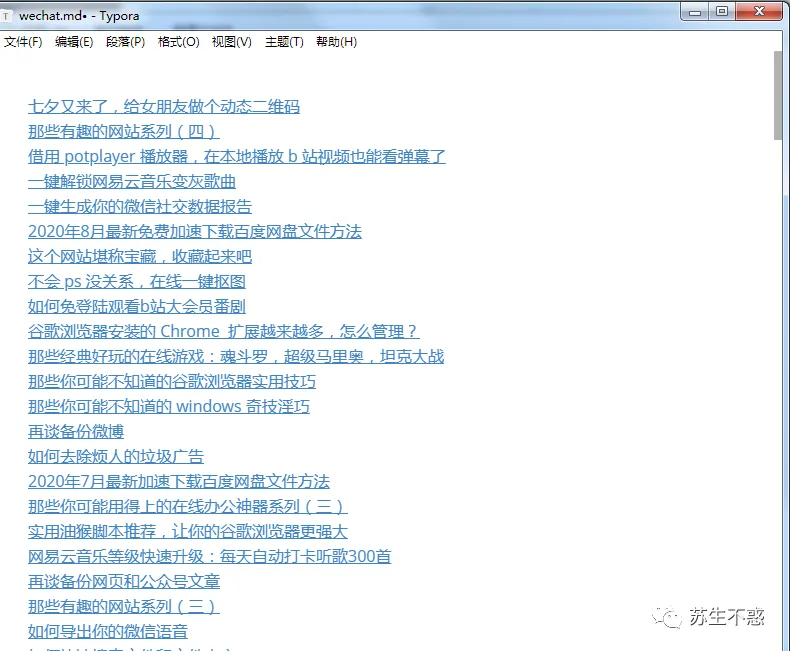 wechat.md• - Typora
文件(F) 编辑(E) 段落(P) 格式(O) 视图(V) 主题(T) 帮助(H)
七夕又来了，给女朋友做个动态二维码
那些有趣的网站系列（四）
借用 potplayer 播放器，在本地播放 b 站视频也能看弹幕了
一键解锁网易云音乐变灰歌曲
一键生成你的微信社交数据报告
2020年8月最新免费加速下载百度网盘文件方法
这个网站堪称宝藏，收藏起来吧
不会 ps 没关系，在线一键抠图
如何免登陆观看b站大会员番剧
谷歌浏览器安装的 Chrome 扩展越来越多，怎么管理？
那些经典好玩的在线游戏：魂斗罗，超级马里奥，坦克大战
那些你可能不知道的谷歌浏览器实用技巧
那些你可能不知道的 windows 奇技淫巧
再谈备份微博
如何去除烦人的垃圾广告
2020年7月最新加速下载百度网盘文件方法
那些你可能用得上的在线办公神器系列（三）
实用油猴脚本推荐，让你的谷歌浏览器更强大
网易云音乐等级快速升级：每天自动打卡听歌300首
再谈备份网页和公众号文章
那些有趣的网站系列（三）
如何导出你的微信语音
苏生不惑